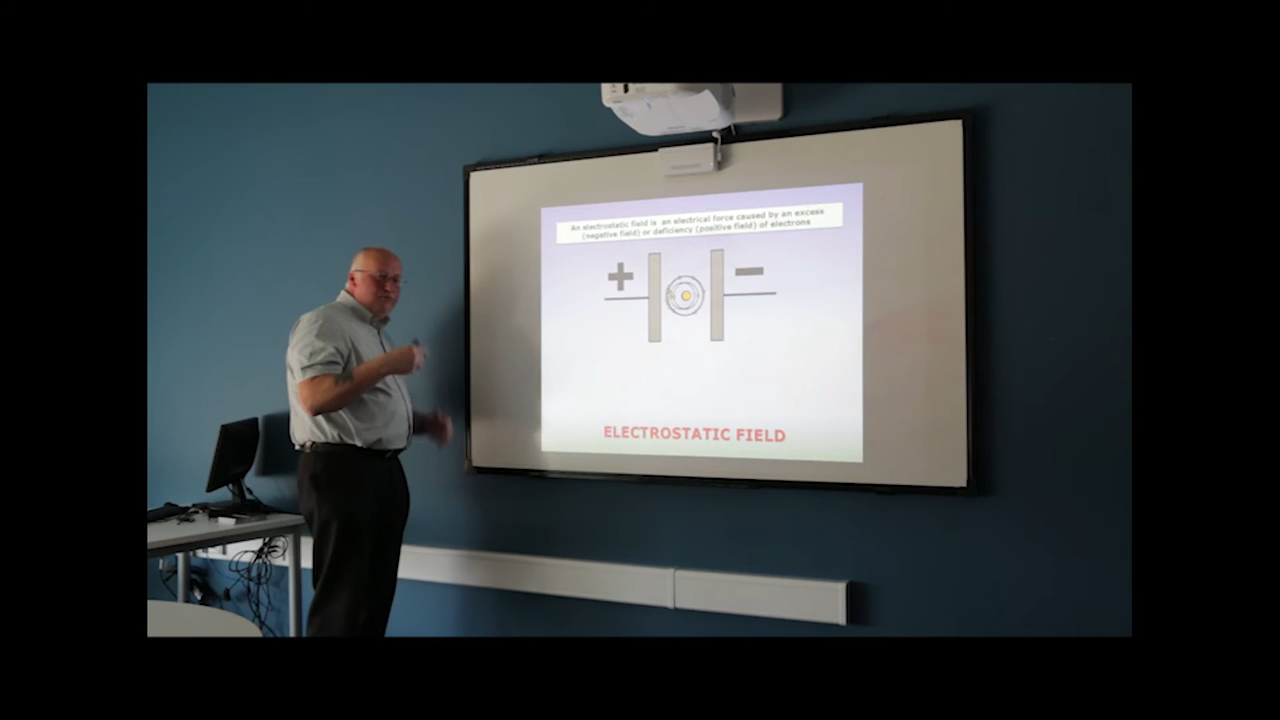 An electrostatic field is an electrical force caused by an excess
(negative field) or deficiency (positive field) of electrons
+ −
ELECTROSTATIC FIELD